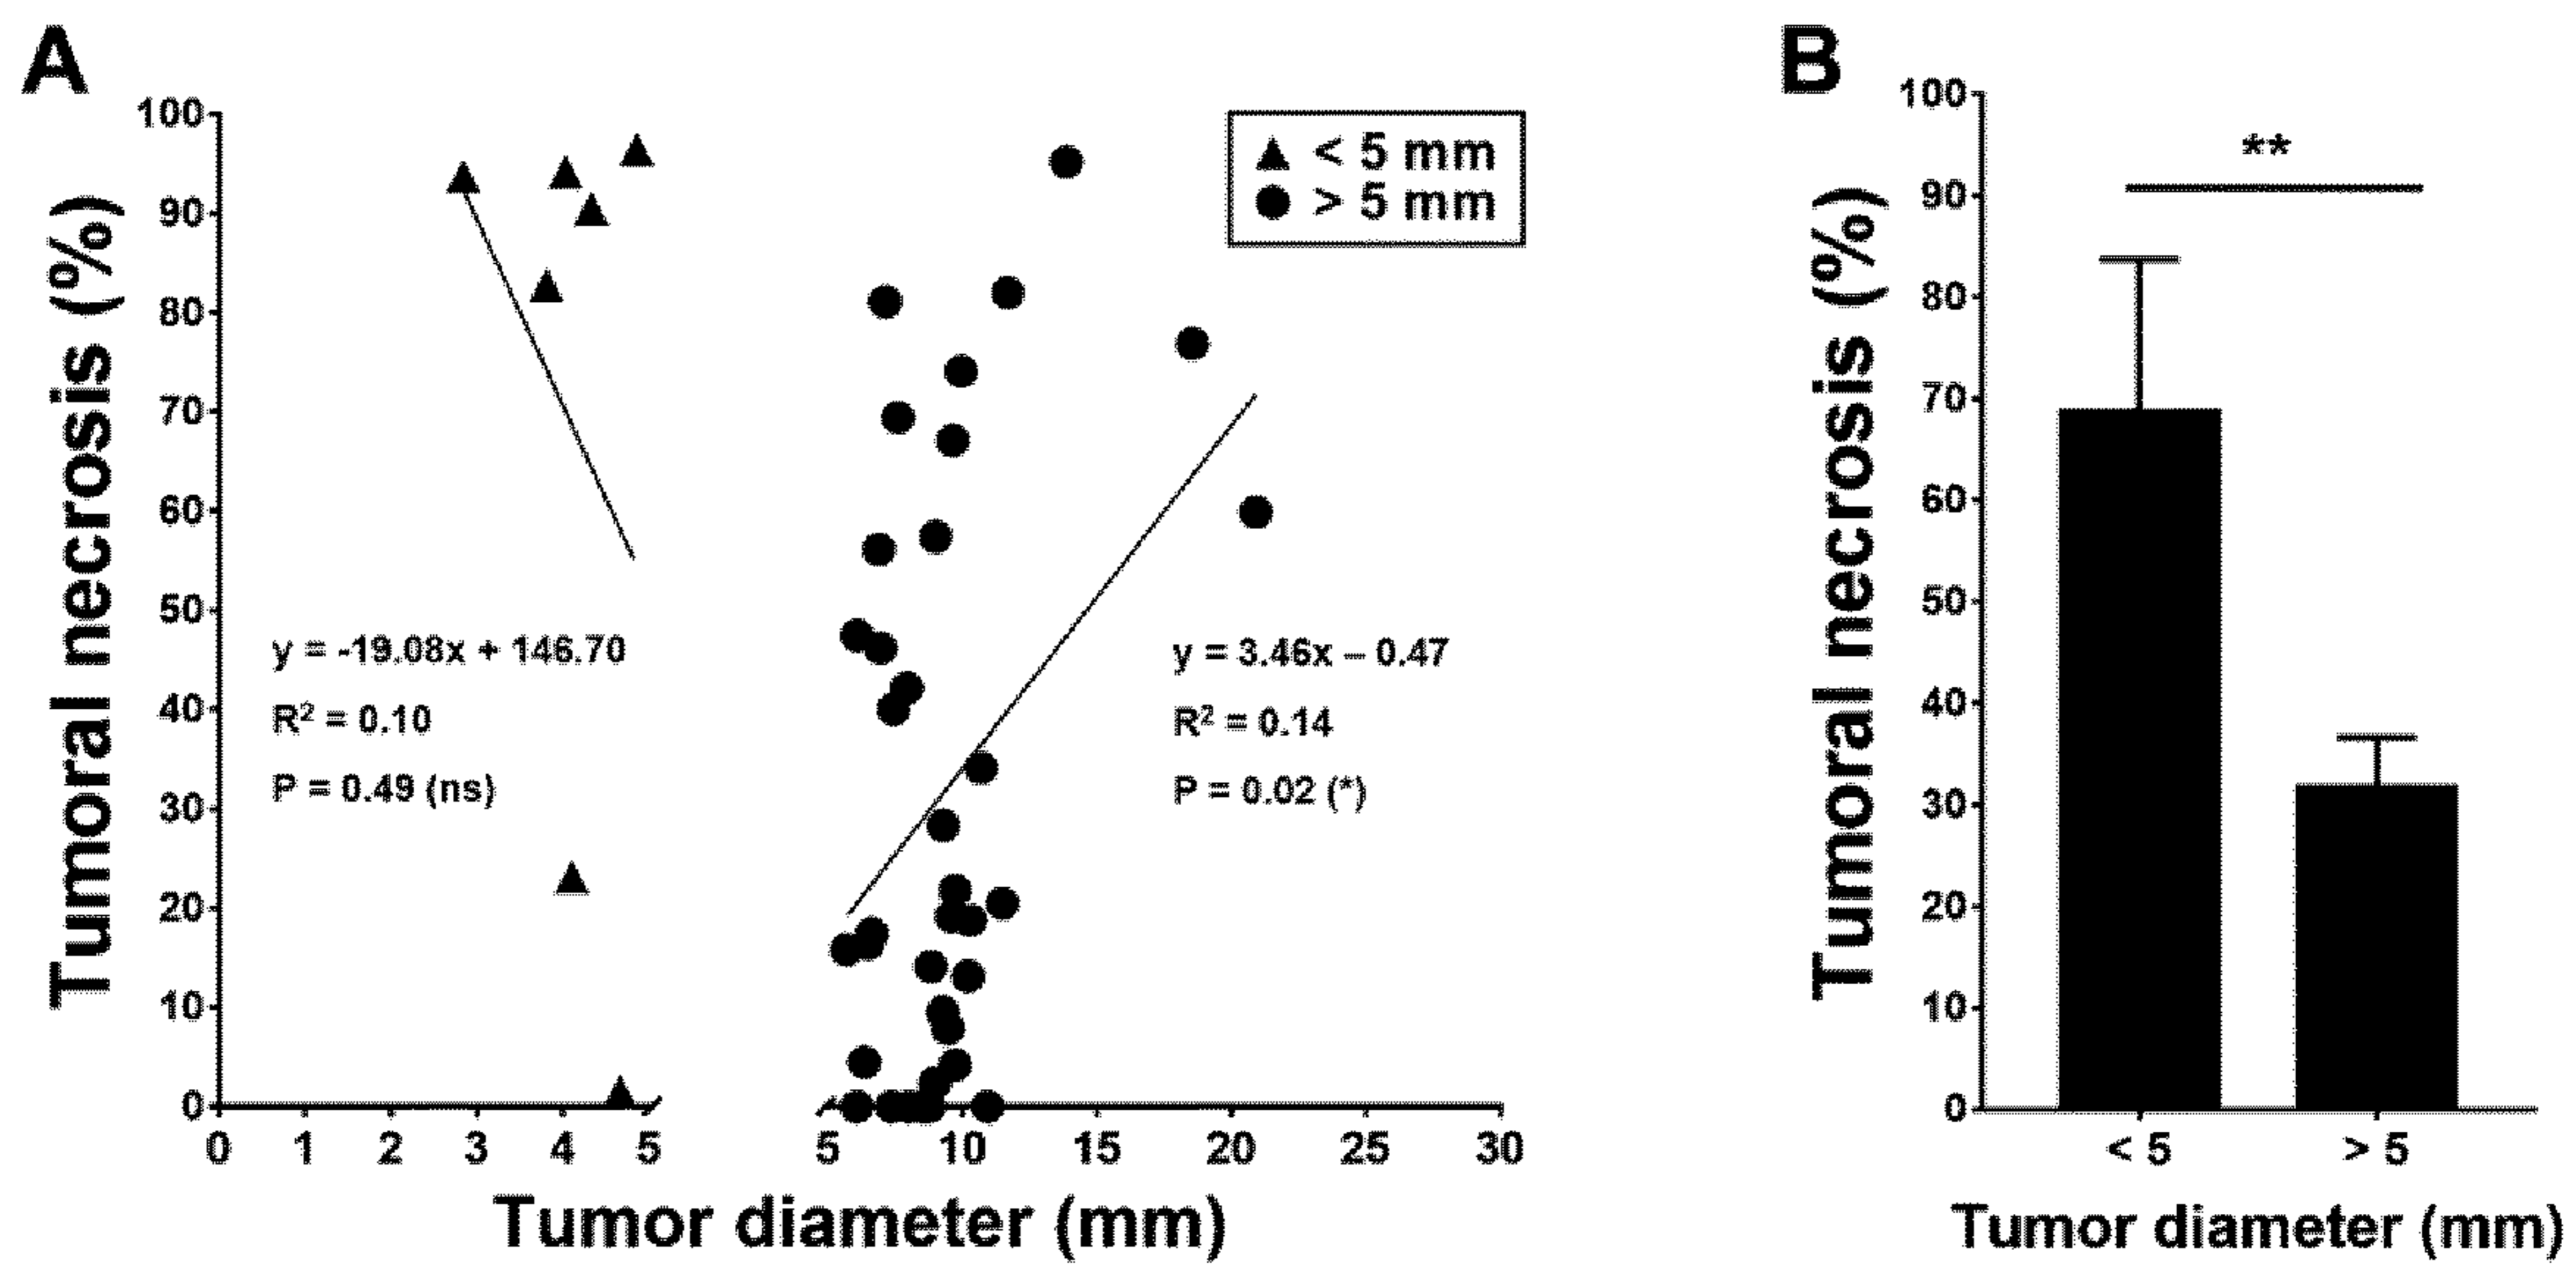 A
Tumoral necrosis (%)
100
90
80
70
60
50
40
30
20
10
0
< 5 mm
> 5 mm
y = -19.08x + 146.70
R² = 0.10
P = 0.49 (ns)
y = 3.46x – 0.47
R² = 0.14
P = 0.02 (*)
0 1 2 3 4 5 5 10 15 20 25 30
Tumor diameter (mm)
B
Tumoral necrosis (%)
100
90
80
70
60
50
40
30
20
10
0
**
< 5 > 5
Tumor diameter (mm)